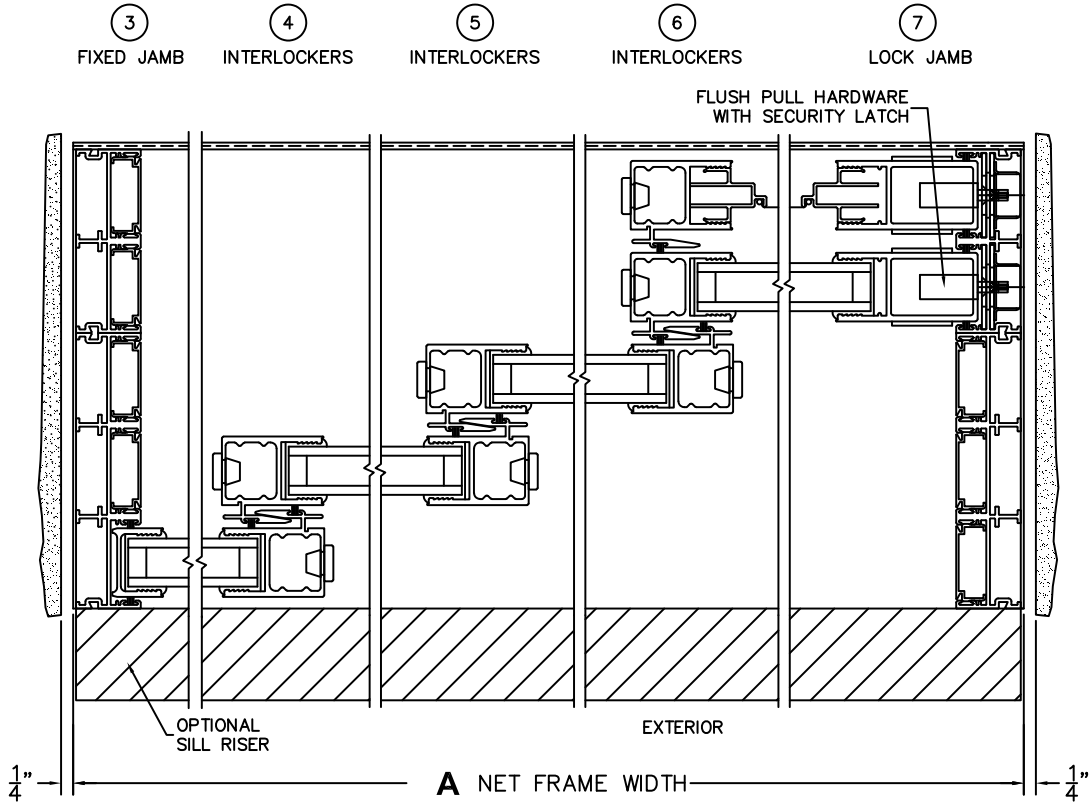 3
FIXED JAMB
4
INTERLOCKERS
5
INTERLOCKERS
6
INTERLOCKERS
7
LOCK JAMB
FLUSH PULL HARDWARE
WITH SECURITY LATCH
OPTIONAL
SILL RISER
EXTERIOR
1/4"
A NET FRAME WIDTH
1/4"